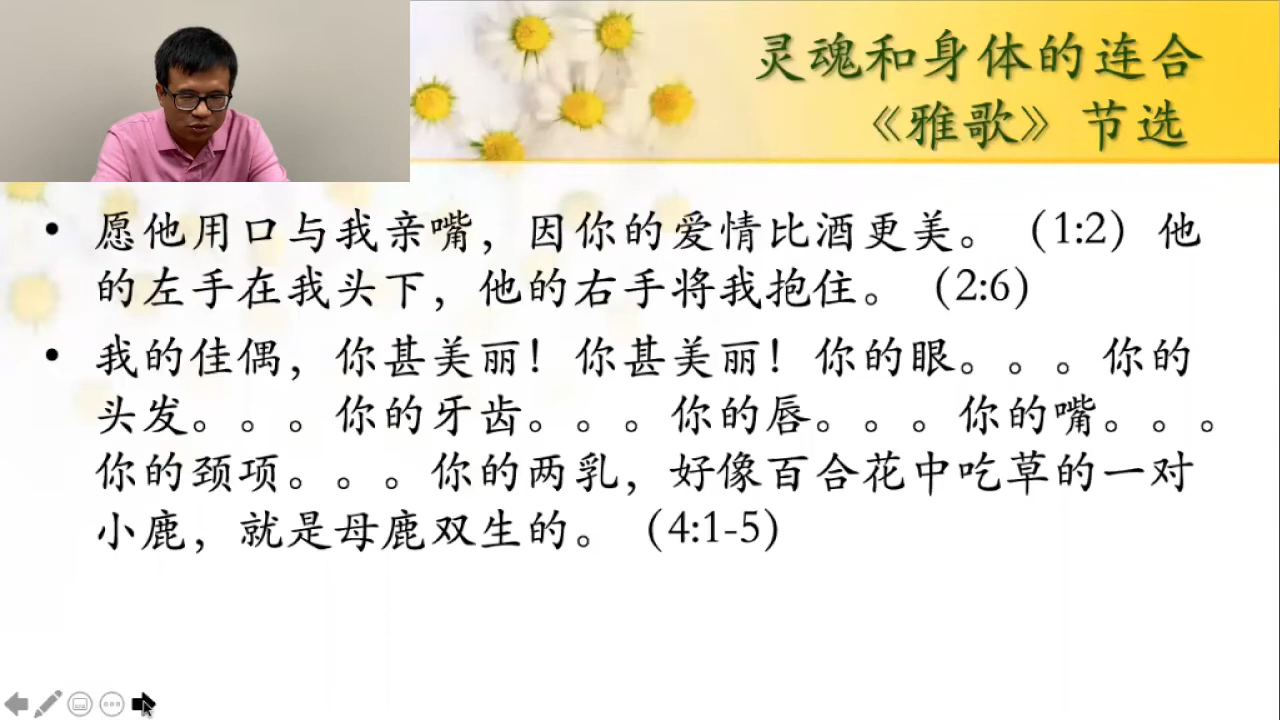 灵魂和身体的连合
《雅歌》节选
• 愿他用口与我亲嘴，因你的爱情比酒更美。（1:2）他
的左手在我头下，他的右手将我抱住。（2:6）
• 我的佳偶，你甚美丽！你甚美丽！你的眼。。。你的
头发。。。你的牙齿。。。你的唇。。。你的嘴。。。
你的颈项。。。你的两乳，好像百合花中吃草的一对
小鹿，就是母鹿双生的。（4:1-5）